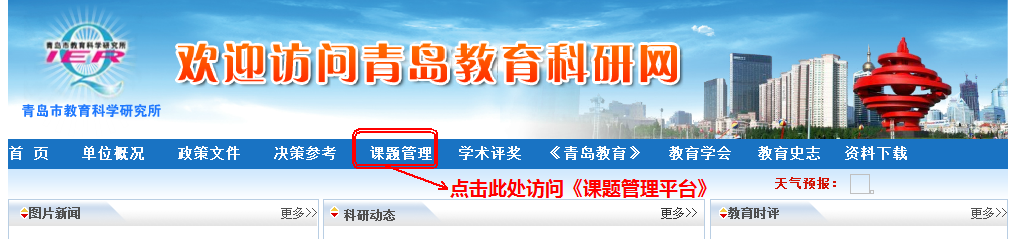 青岛市教育科学研究所
IER
欢迎访问青岛教育科研网
青岛市教育科学研究所
首 页 单位概况 政策文件 决策参考 课题管理 学术评奖 《青岛教育》 教育学会 教育史志 资料下载
点击此处访问《课题管理平台》 天气预报：
图片新闻 更多>> 科研动态 更多>> 教育时评 更多>>